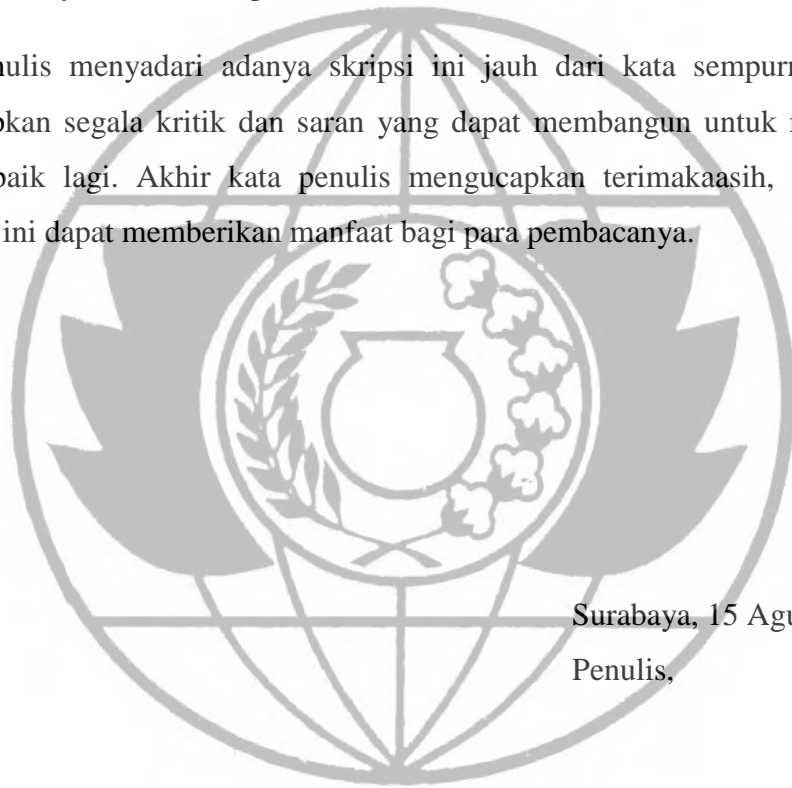 nulis menyadari adanya skripsi ini jauh dari kata sempurn
pkan segala kritik dan saran yang dapat membangun untuk
baik lagi. Akhir kata penulis mengucapkan terimakaasih,
ini dapat memberikan manfaat bagi para pembacanya.
Surabaya, 15 Agu
Penulis,